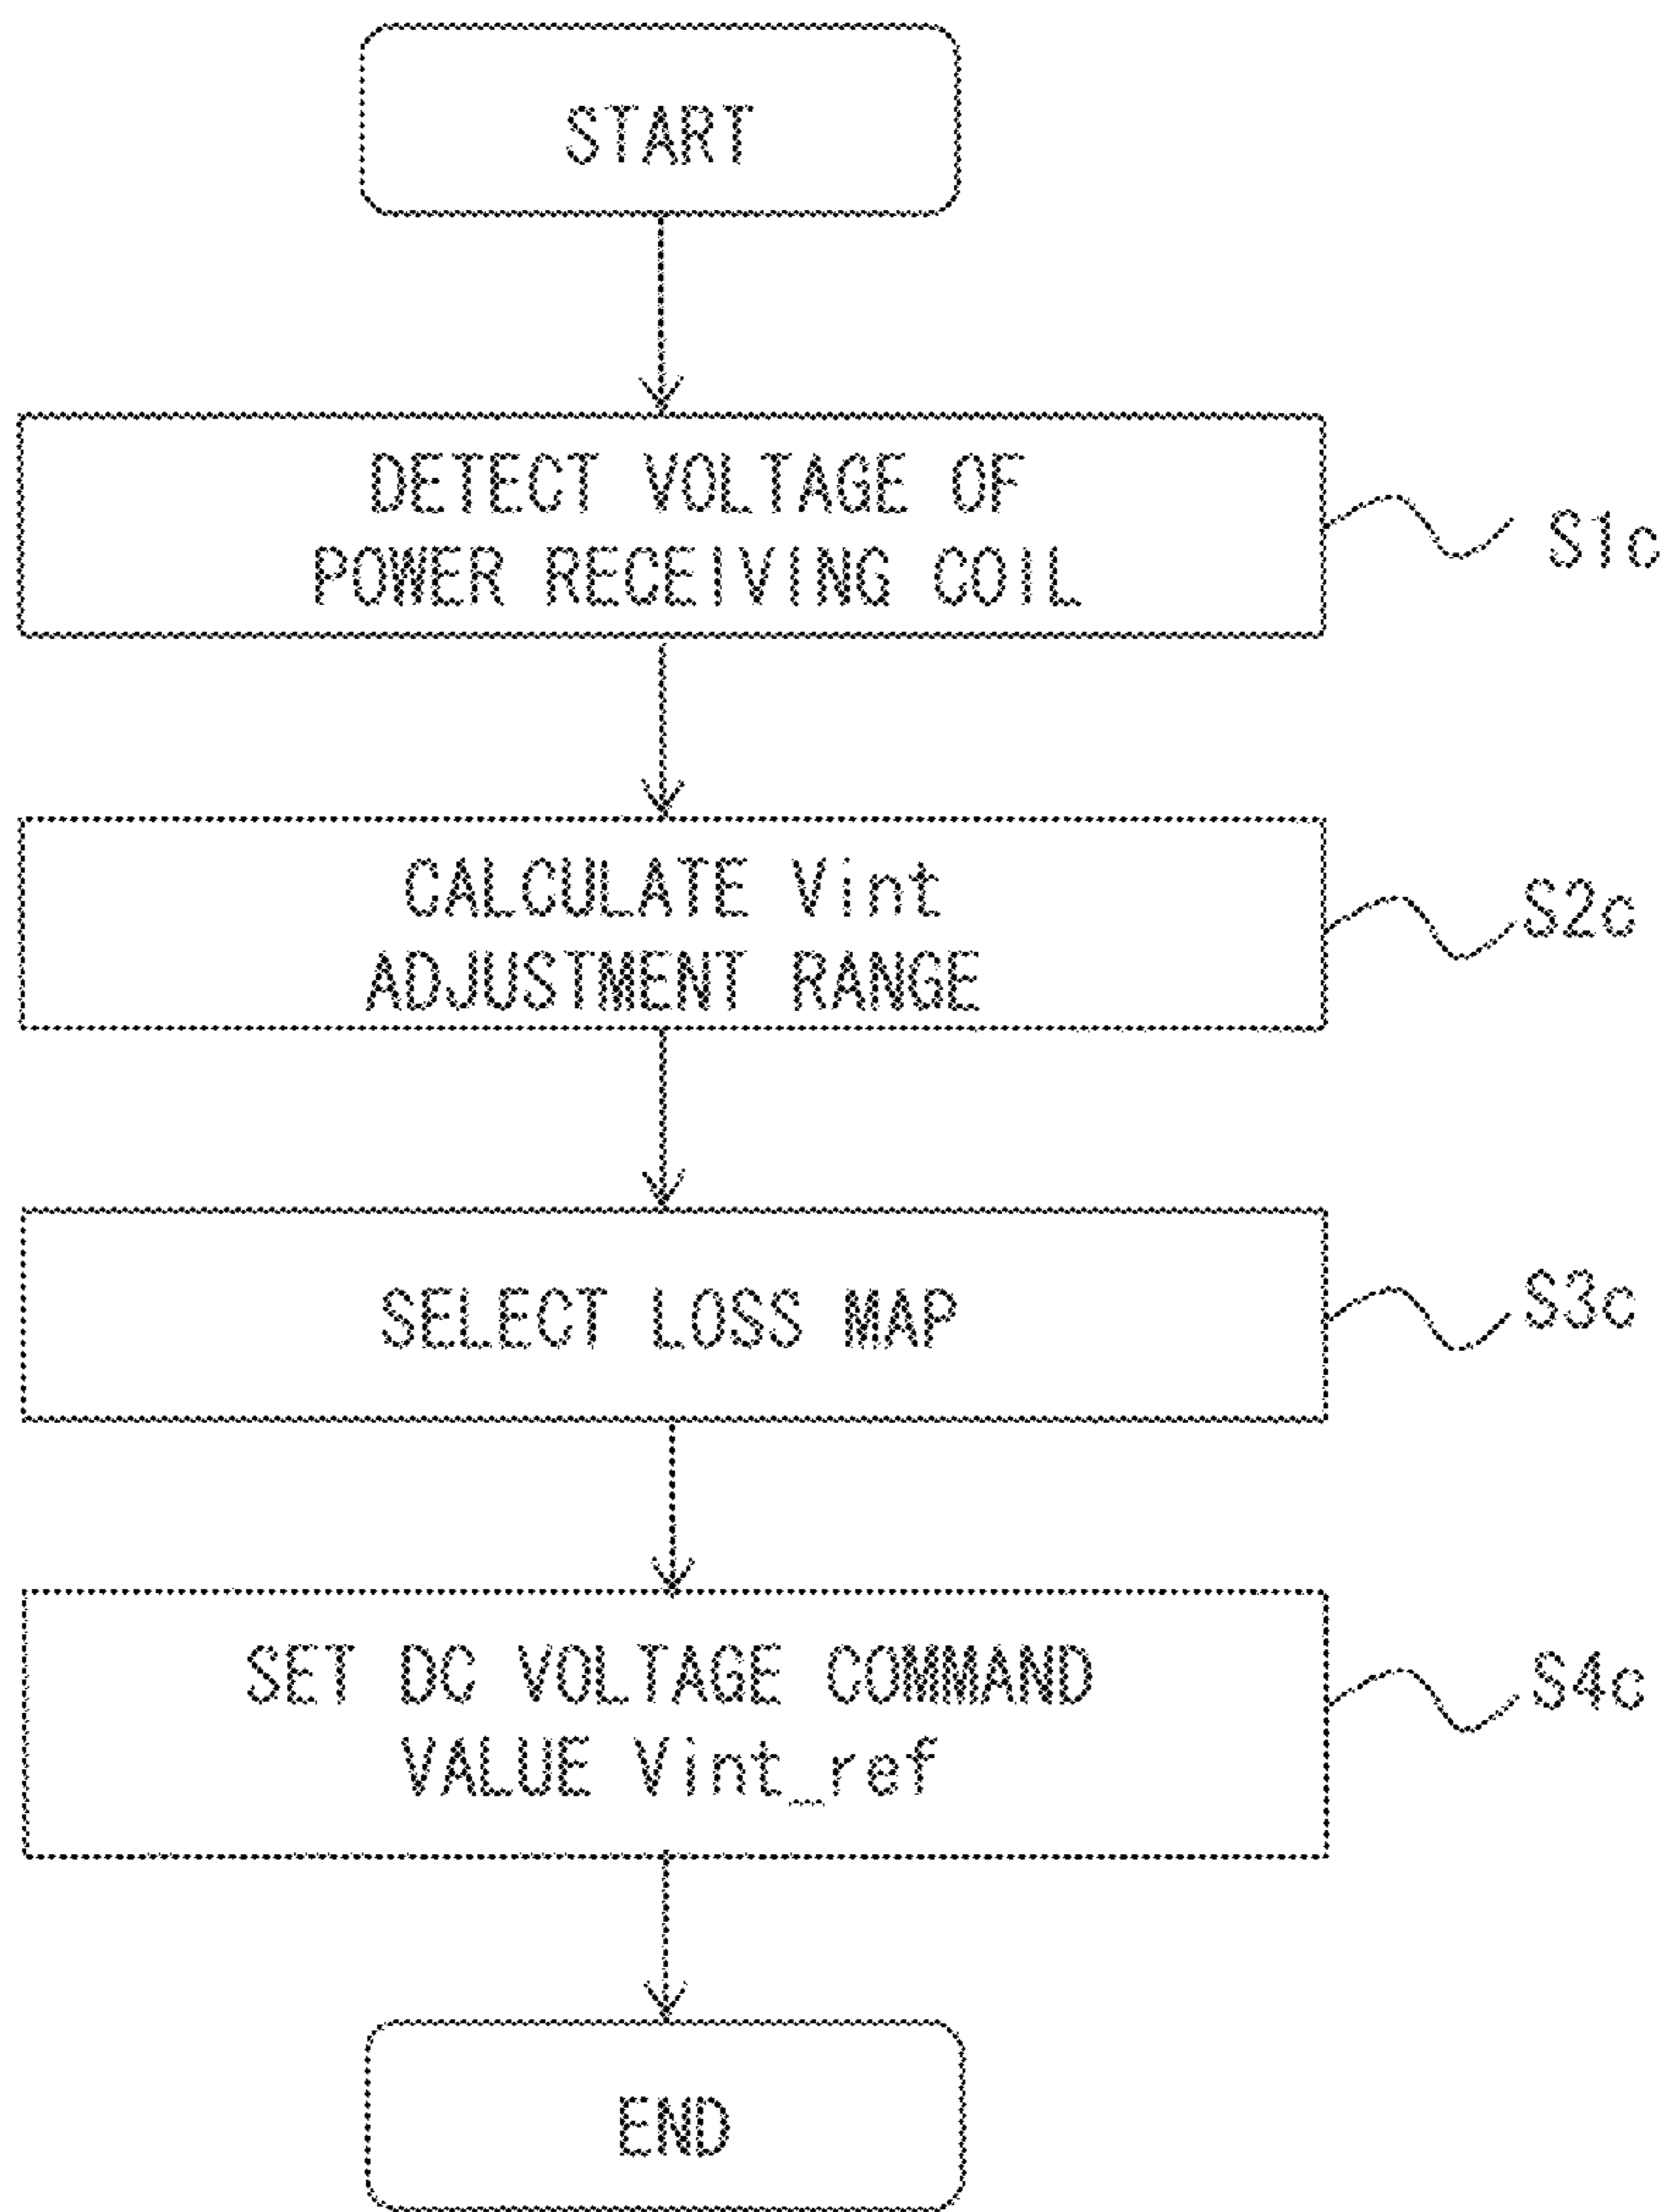 START
DETECT VOLTAGE OF
POWER RECEIVING COIL
S1c
CALCULATE Vint
ADJUSTMENT RANGE
S2c
SELECT LOSS MAP
S3c
SET DC VOLTAGE COMMAND
VALUE Vint_ref
S4c
END